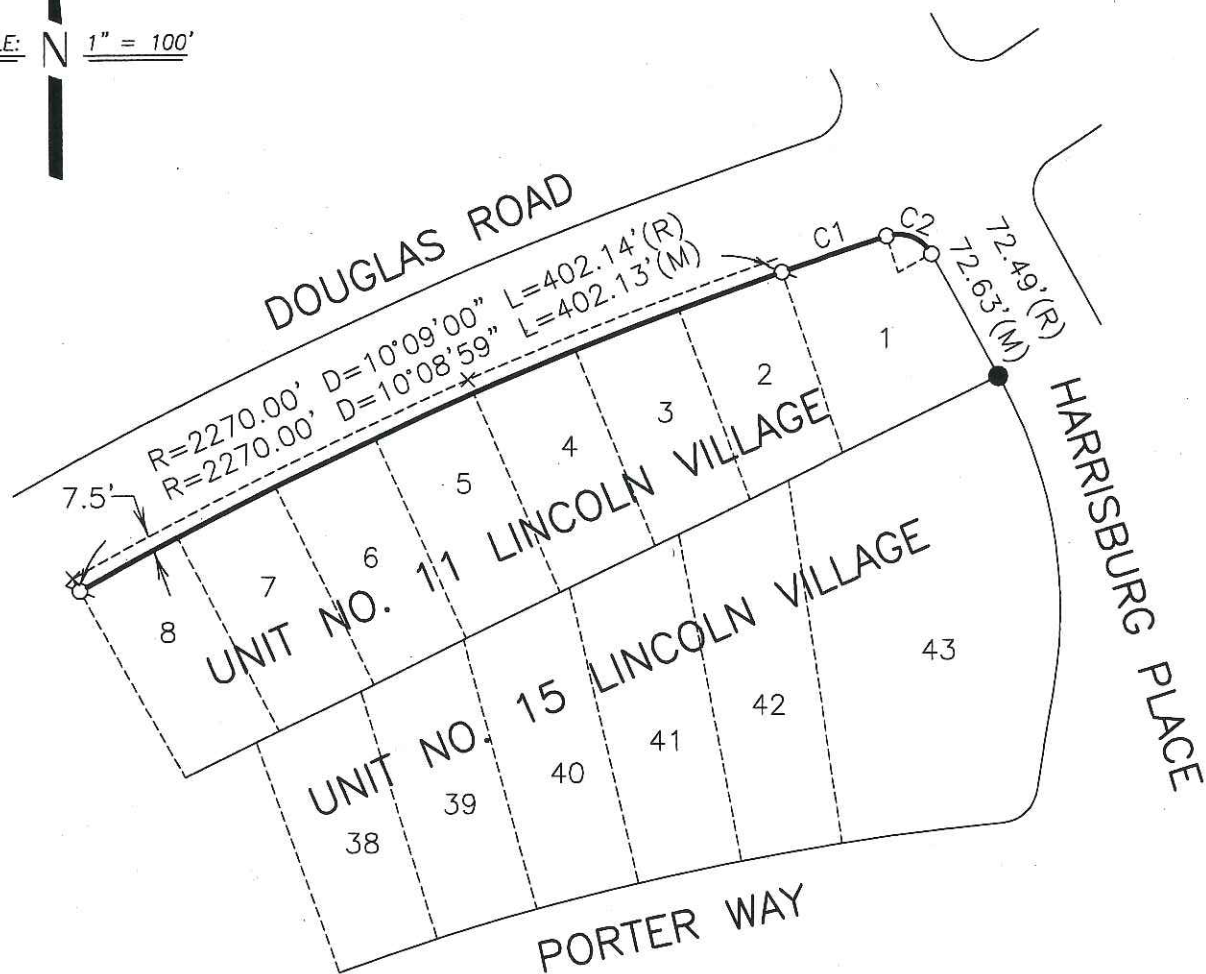 LE: N 1" = 100'
DOUGLAS ROAD
R=2270.00' D=10°09'00" L=402.14'(R)
R=2270.00' D=10°08'59" L=402.13'(M)
7.5'
C1
C2
72.49'(R)
72.63'(M)
1
2
3
4
5
6
7
8
UNIT NO. 11 LINCOLN VILLAGE
HARRISBURG PLACE
UNIT NO. 15 LINCOLN VILLAGE
43
42
41
40
39
38
PORTER WAY